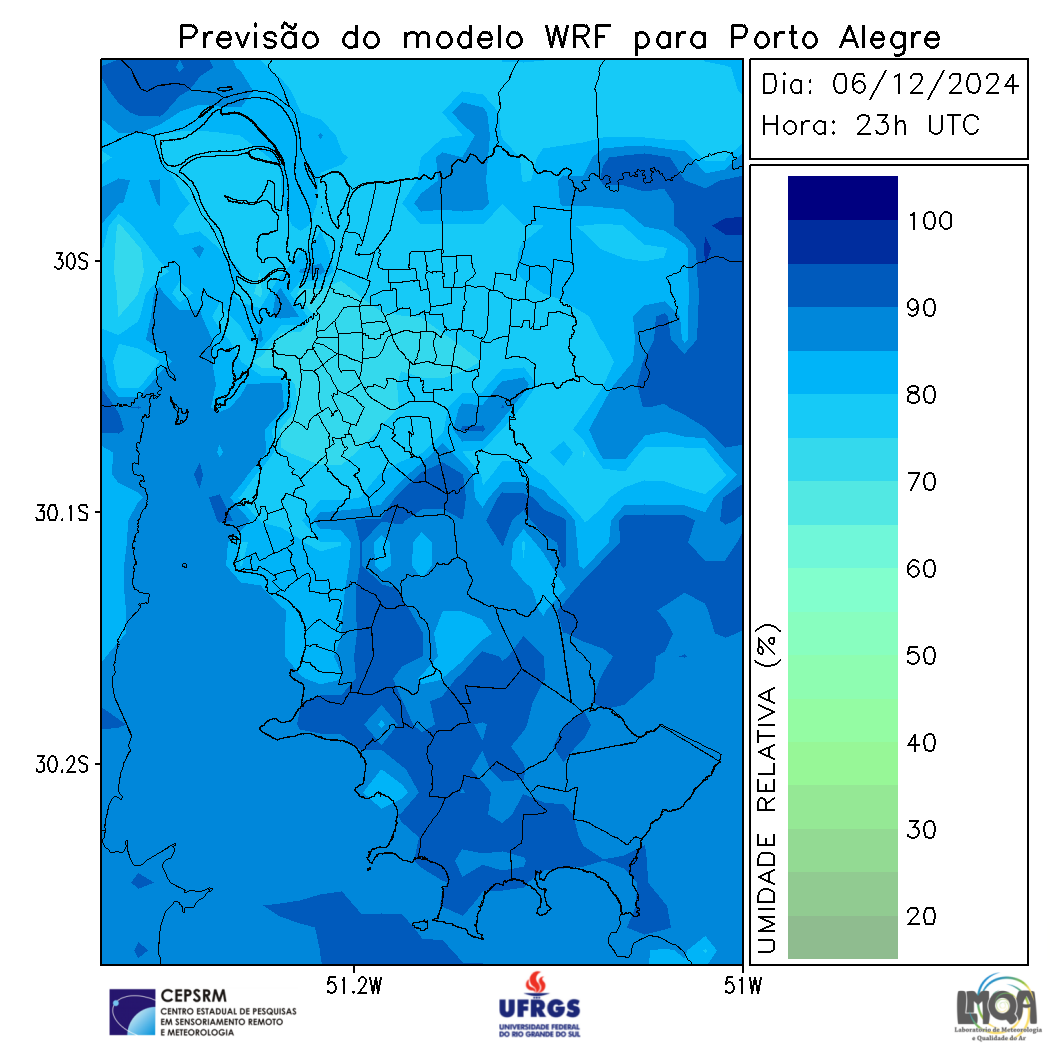 Previsão do modelo WRF para Porto Alegre
Dia: 06/12/2024
Hora: 23h UTC
30S
30.1S
30.2S
51.2W
51W
100
90
80
70
60
50
40
30
20
UMIDADE RELATIVA (%)
CEPSRM
CENTRO ESTADUAL DE PESQUISAS
EM SENSORIAMENTO REMOTO
E METEOROLOGIA
UFRGS
UNIVERSIDADE FEDERAL
DO RIO GRANDE DO SUL
LMQA
Laboratório de Meteorologia
e Qualidade do Ar